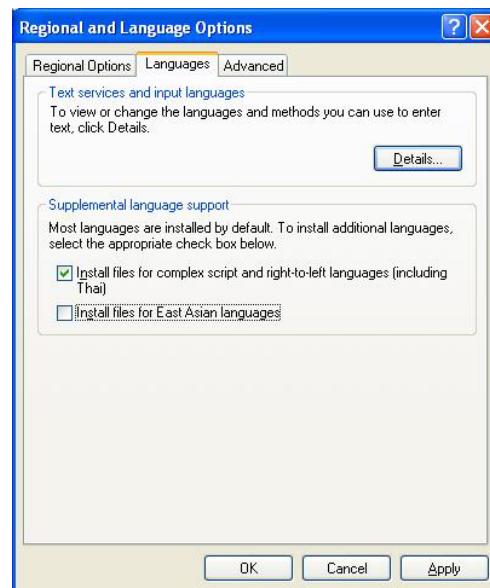 Regional and Language Options
Regional Options
Languages
Advanced
Text services and input languages
To view or change the languages and methods you can use to enter
text, click Details.
Details...
Supplemental language support
Most languages are installed by default. To install additional languages,
select the appropriate check box below.
Install files for complex script and right-to-left languages (including
Thai)
Install files for East Asian languages
OK
Cancel
Apply